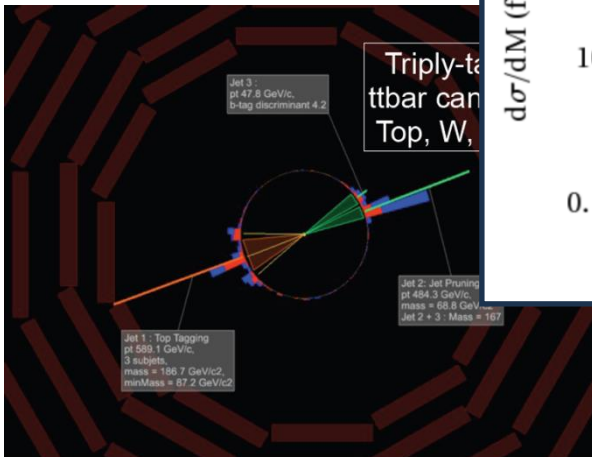 Triply-ta
ttbar can
Top, W,
Jet 3 :
pt 47.8 GeV/c,
b-tag discriminant 4.2
Jet 2: Jet Pruning
pt 484.3 GeV/c,
mass = 68.8 GeV/c2
Jet 2 + 3 : Mass = 167
Jet 1 : Top Tagging
pt 589.1 GeV/c,
3 subjets,
mass = 186.7 GeV/c2,
minMass = 87.2 GeV/c2
dσ/dM (f
10
0.